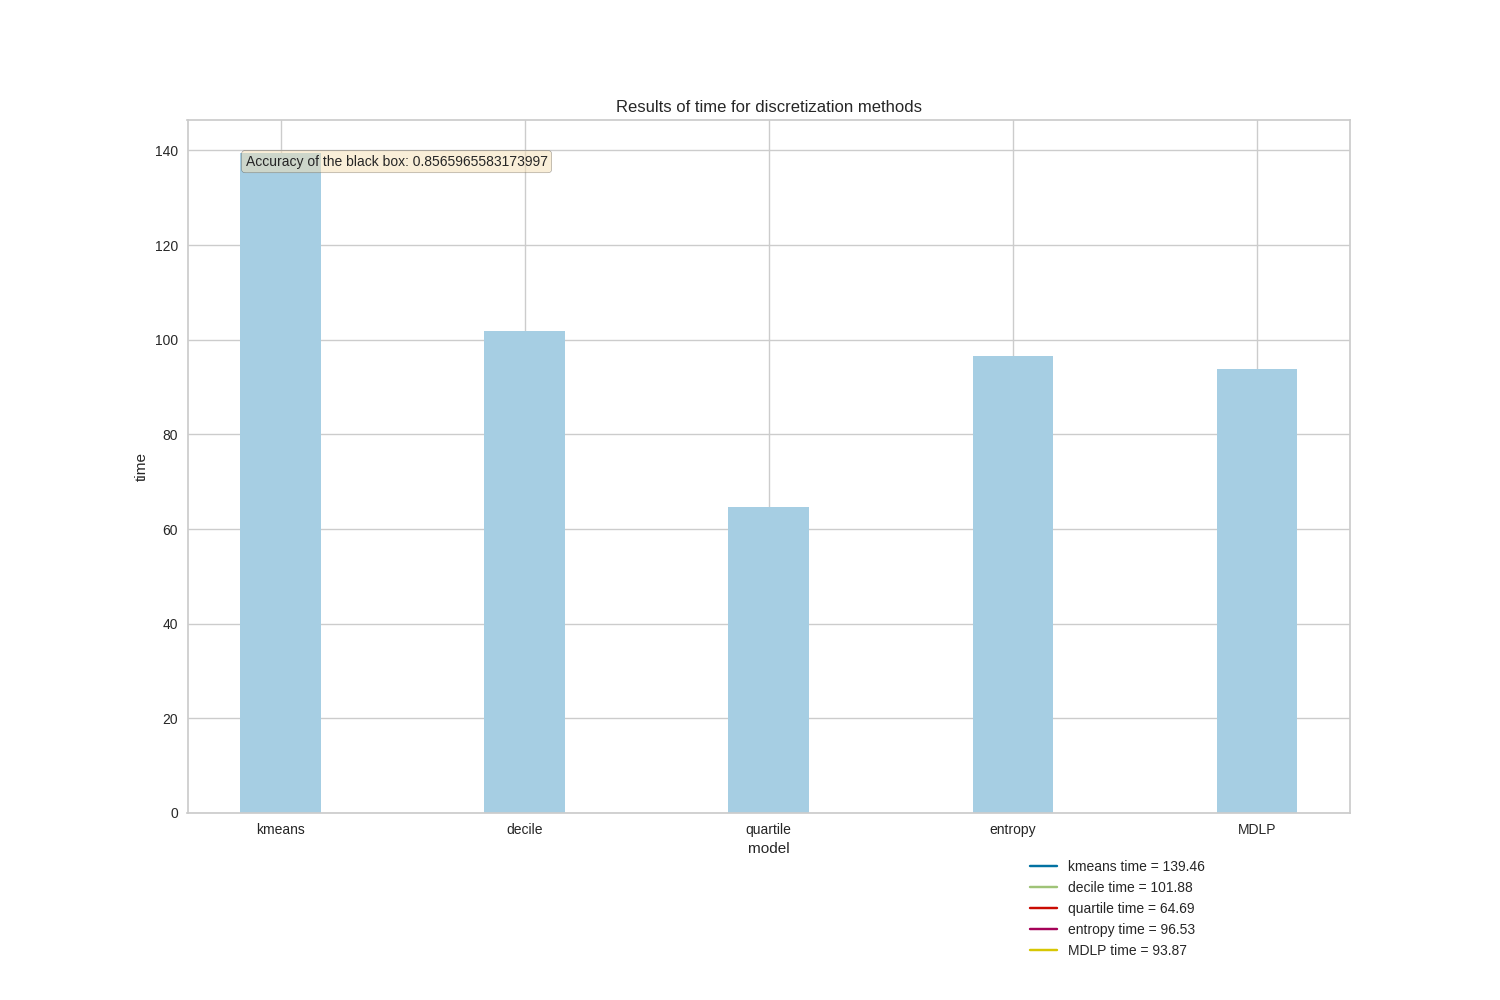 Results of time for discretization methods
Accuracy of the black box: 0.8565965583173997
140
120
100
80
60
40
20
0
time
kmeans decile quartile entropy MDLP
model
kmeans time = 139.46
decile time = 101.88
quartile time = 64.69
entropy time = 96.53
MDLP time = 93.87